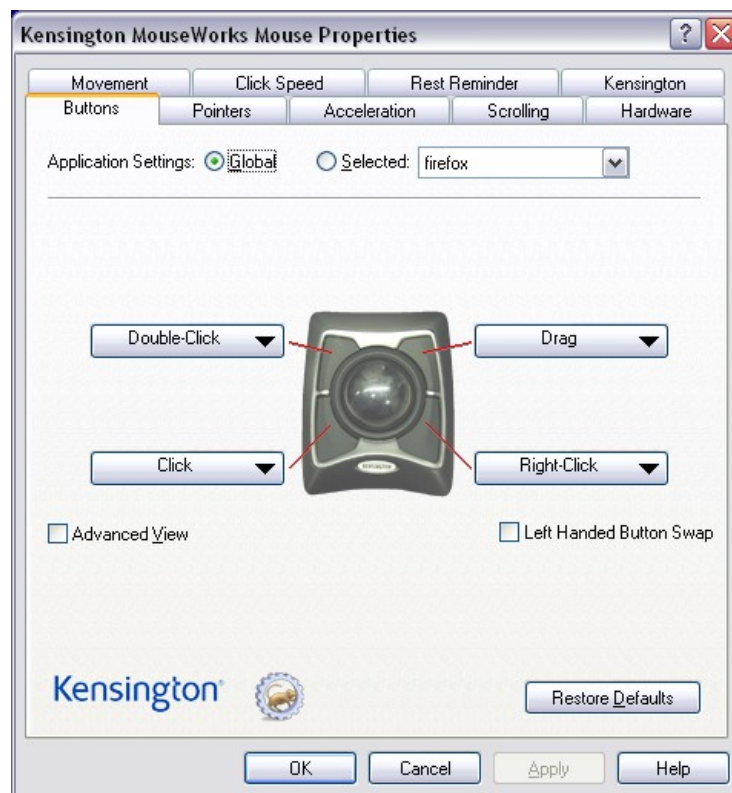 Kensington MouseWorks Mouse Properties
Movement Click Speed Rest Reminder Kensington
Buttons Pointers Acceleration Scrolling Hardware
Application Settings: Global Selected: firefox
Double-Click Drag
Click Right-Click
KENSINGTON
Advanced View Left Handed Button Swap
Kensington Restore Defaults
OK Cancel Apply Help